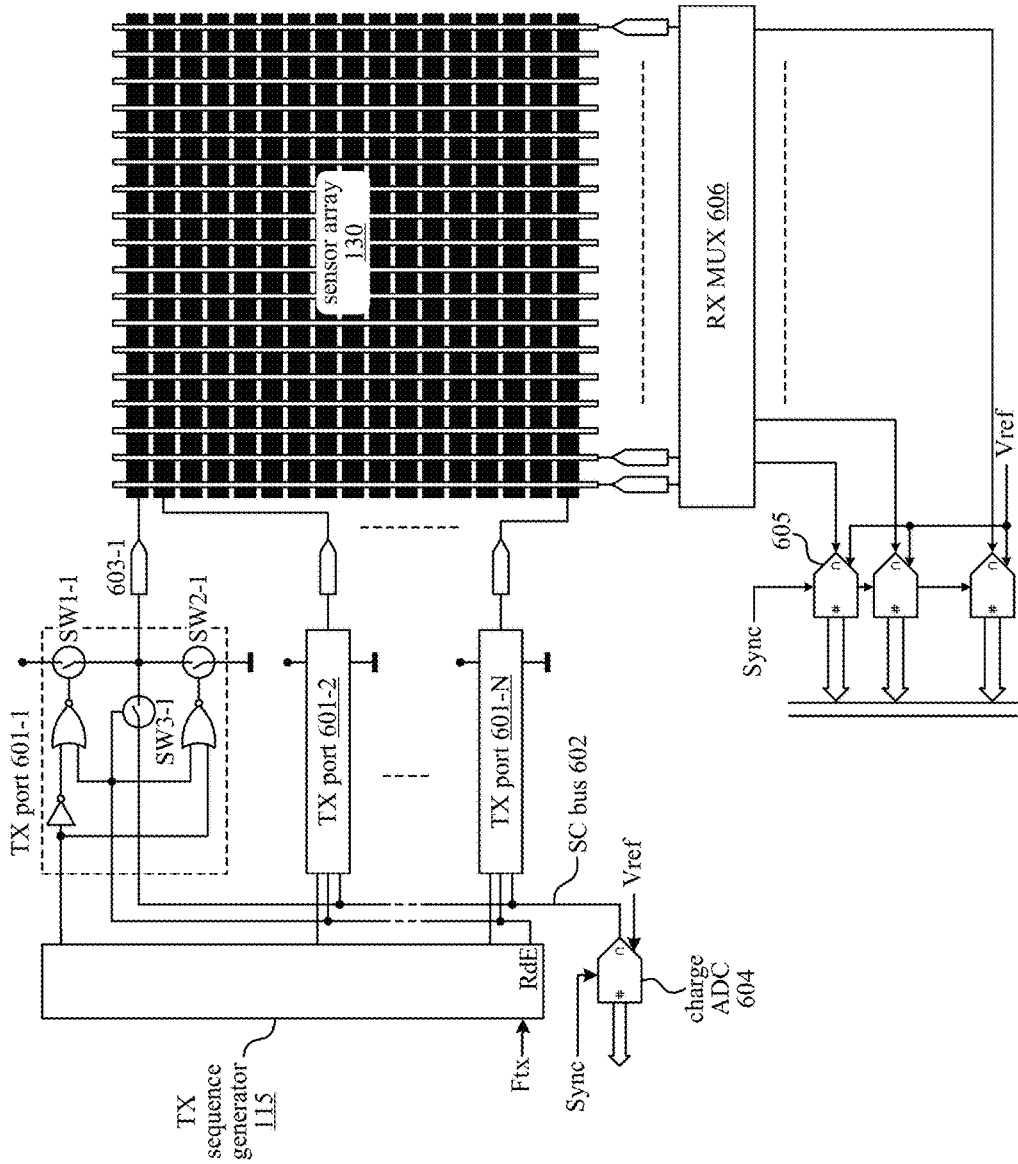 TX port 601-1
SW1-1
603-1
SW3-1
SW2-1
TX port 601-2
TX port 601-N
sensor array
130
RX MUX 606
TX
sequence
generator
115
RdE
Ftx
SC bus 602
Sync
#
c
Vref
charge
ADC
604
Sync
605
#
c
#
c
#
c
Vref